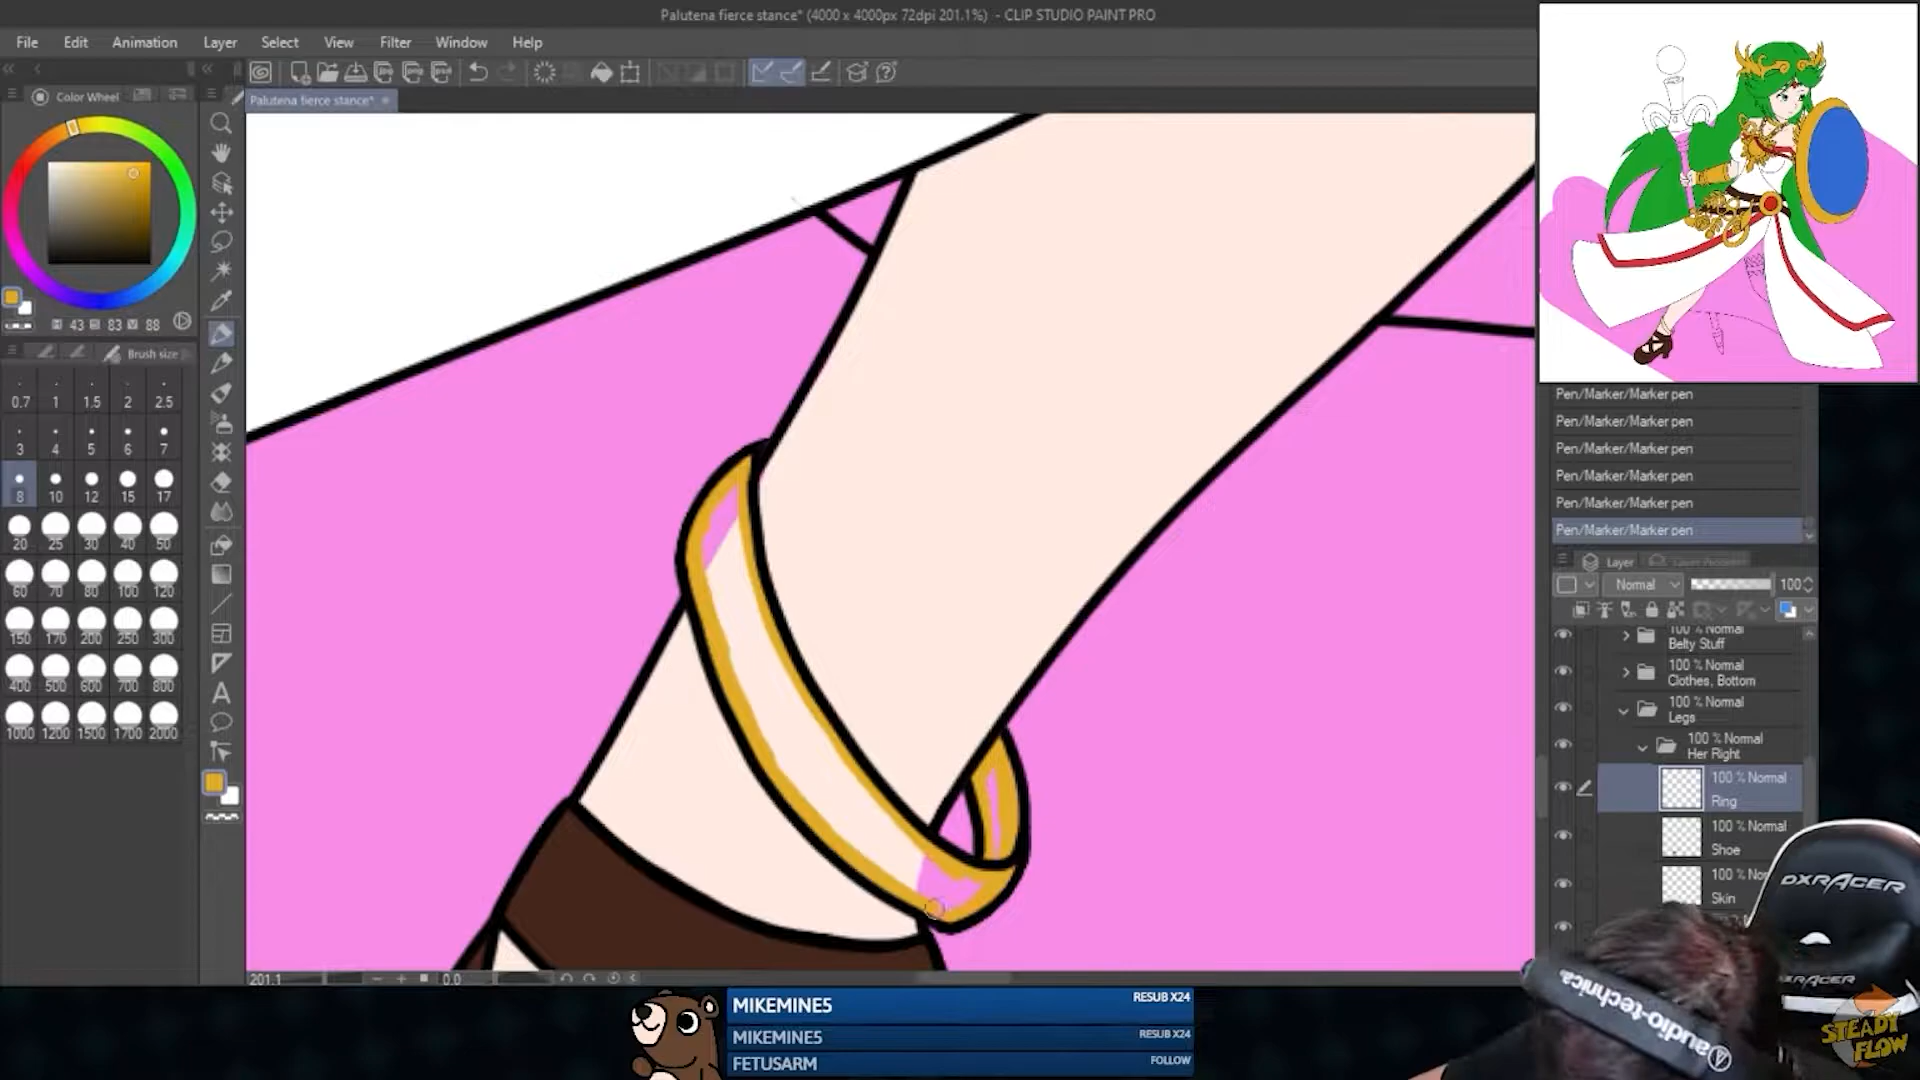 Palutena fierce stance* (4000 x 4000px 72dpi 201.1%) - CLIP STUDIO PAINT PRO
File Edit Animation Layer Select View Filter Window Help
Color Wheel
Palutena fierce stance*
43 83 88
Brush size
0.7 1 1.5 2 2.5
3 4 5 6 7
8 10 12 15 17
20 25 30 40 50
60 70 80 100 120
150 170 200 250 300
400 500 600 700 800
1000 1200 1500 1700 2000
201.1 0.0
Pen/Marker/Marker pen
Pen/Marker/Marker pen
Pen/Marker/Marker pen
Pen/Marker/Marker pen
Pen/Marker/Marker pen
Pen/Marker/Marker pen
Layer
Normal 100
100 % Normal
Belty Stuff
100 % Normal
Clothes, Bottom
100 % Normal
Legs
100 % Normal
Her Right
100 % Normal
Ring
100 % Normal
Shoe
100 %
Skin
MIKEMINE5 RESUB X24
MIKEMINE5 RESUB X24
FETUSARM FOLLOW
DXRACER
audio-technica
STEADY
FLOW